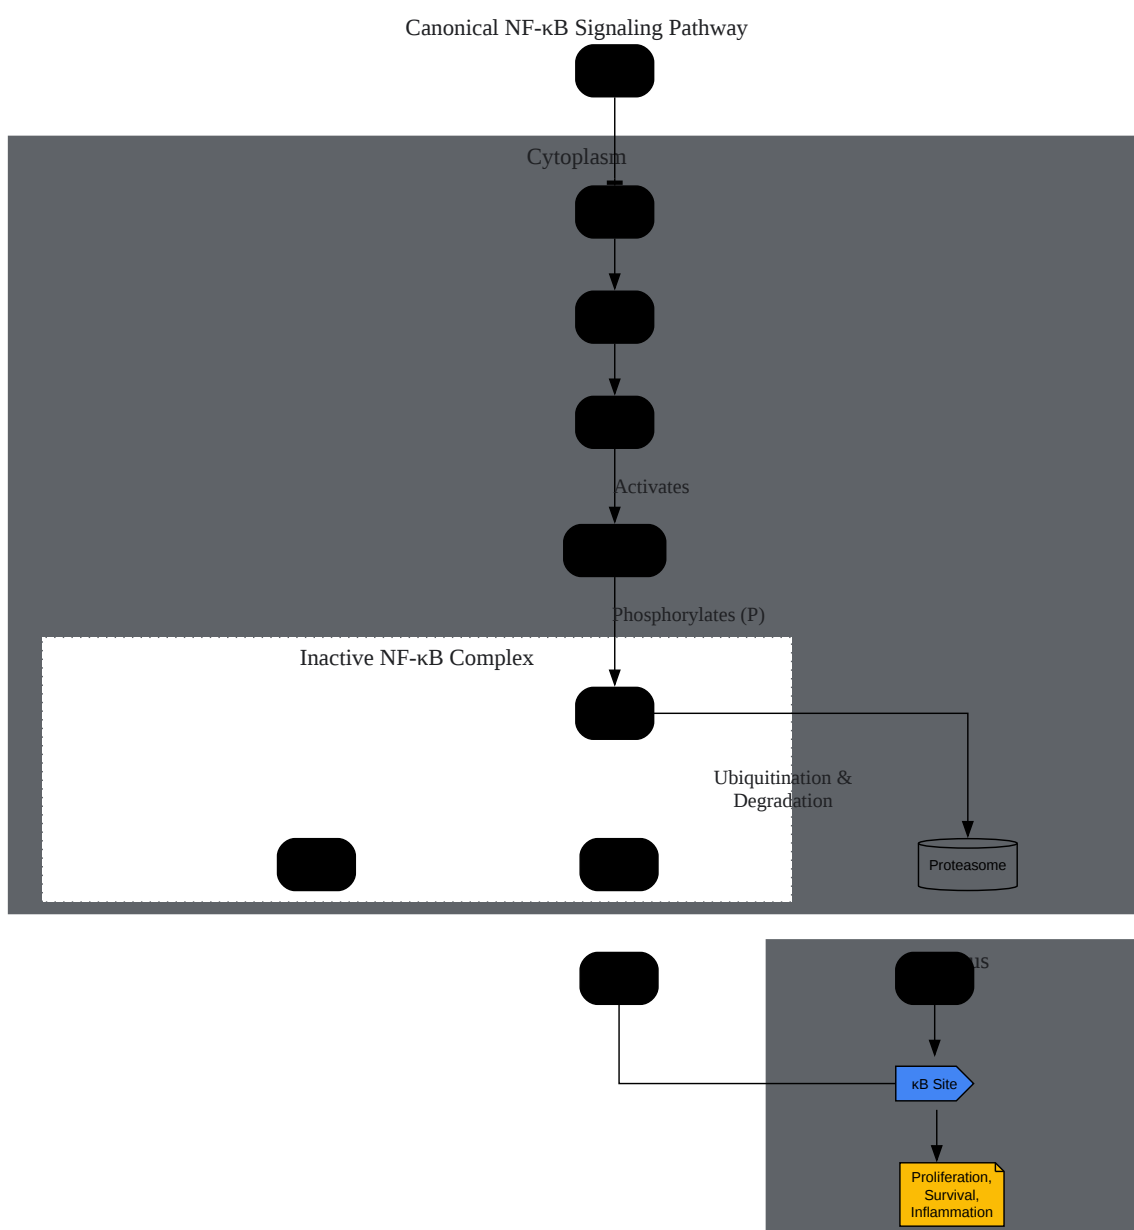 Canonical NF-κB Signaling Pathway
Cytoplasm
Activates
Phosphorylates (P)
Inactive NF-κB Complex
Ubiquitination &
Degradation
Proteasome
κB Site
Proliferation,
Survival,
Inflammation